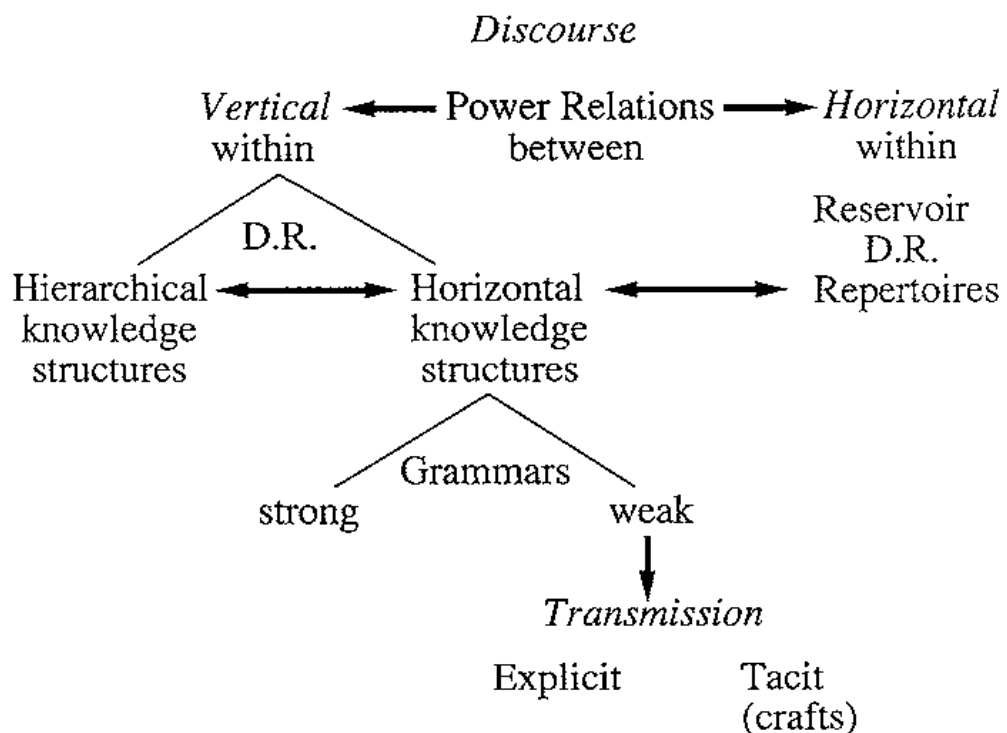 Discourse
Vertical Power Relations Horizontal
within between within
Reservoir
D.R. D.R.
Hierarchical Horizontal Repertoires
knowledge knowledge
structures structures
Grammars
strong weak
Transmission
Explicit Tacit
(crafts)